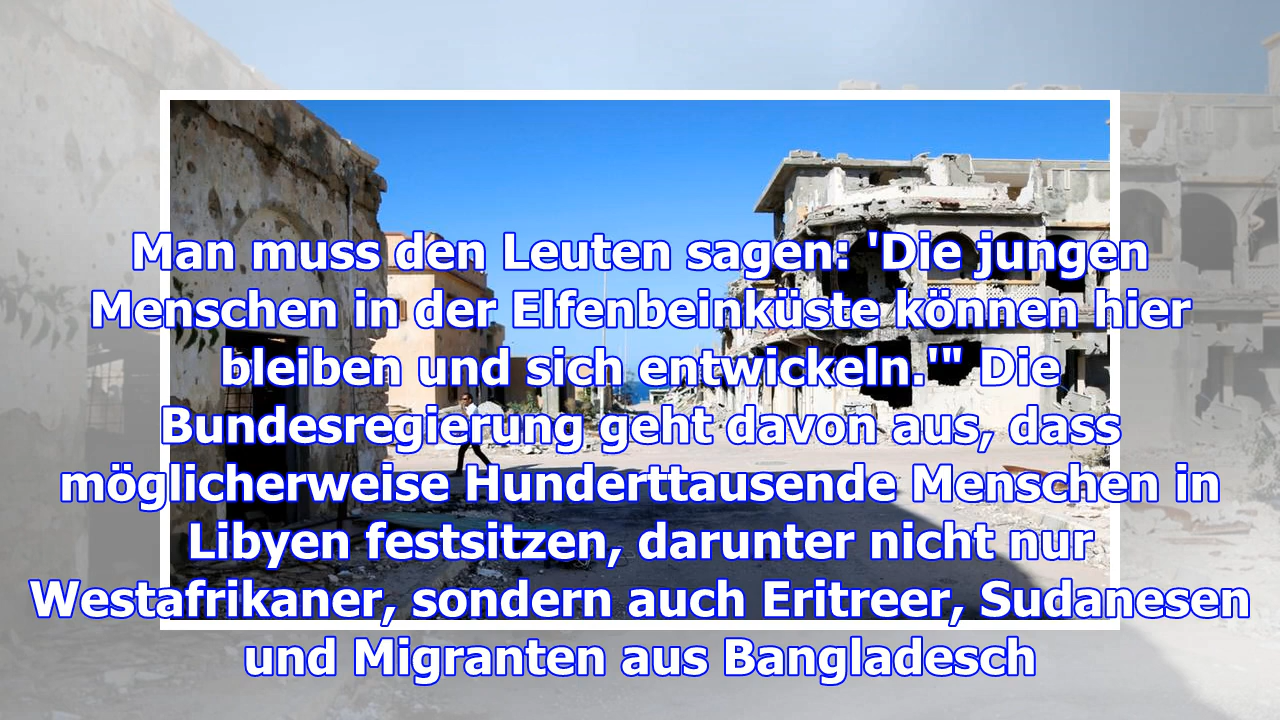 Man muss den Leuten sagen: 'Die jungen
Menschen in der Elfenbeinküste können hier
bleiben und sich entwickeln.'" Die
Bundesregierung geht davon aus, dass
möglicherweise Hunderttausende Menschen in
Libyen festsitzen, darunter nicht nur
Westafrikaner, sondern auch Eritreer, Sudanesen
und Migranten aus Bangladesch